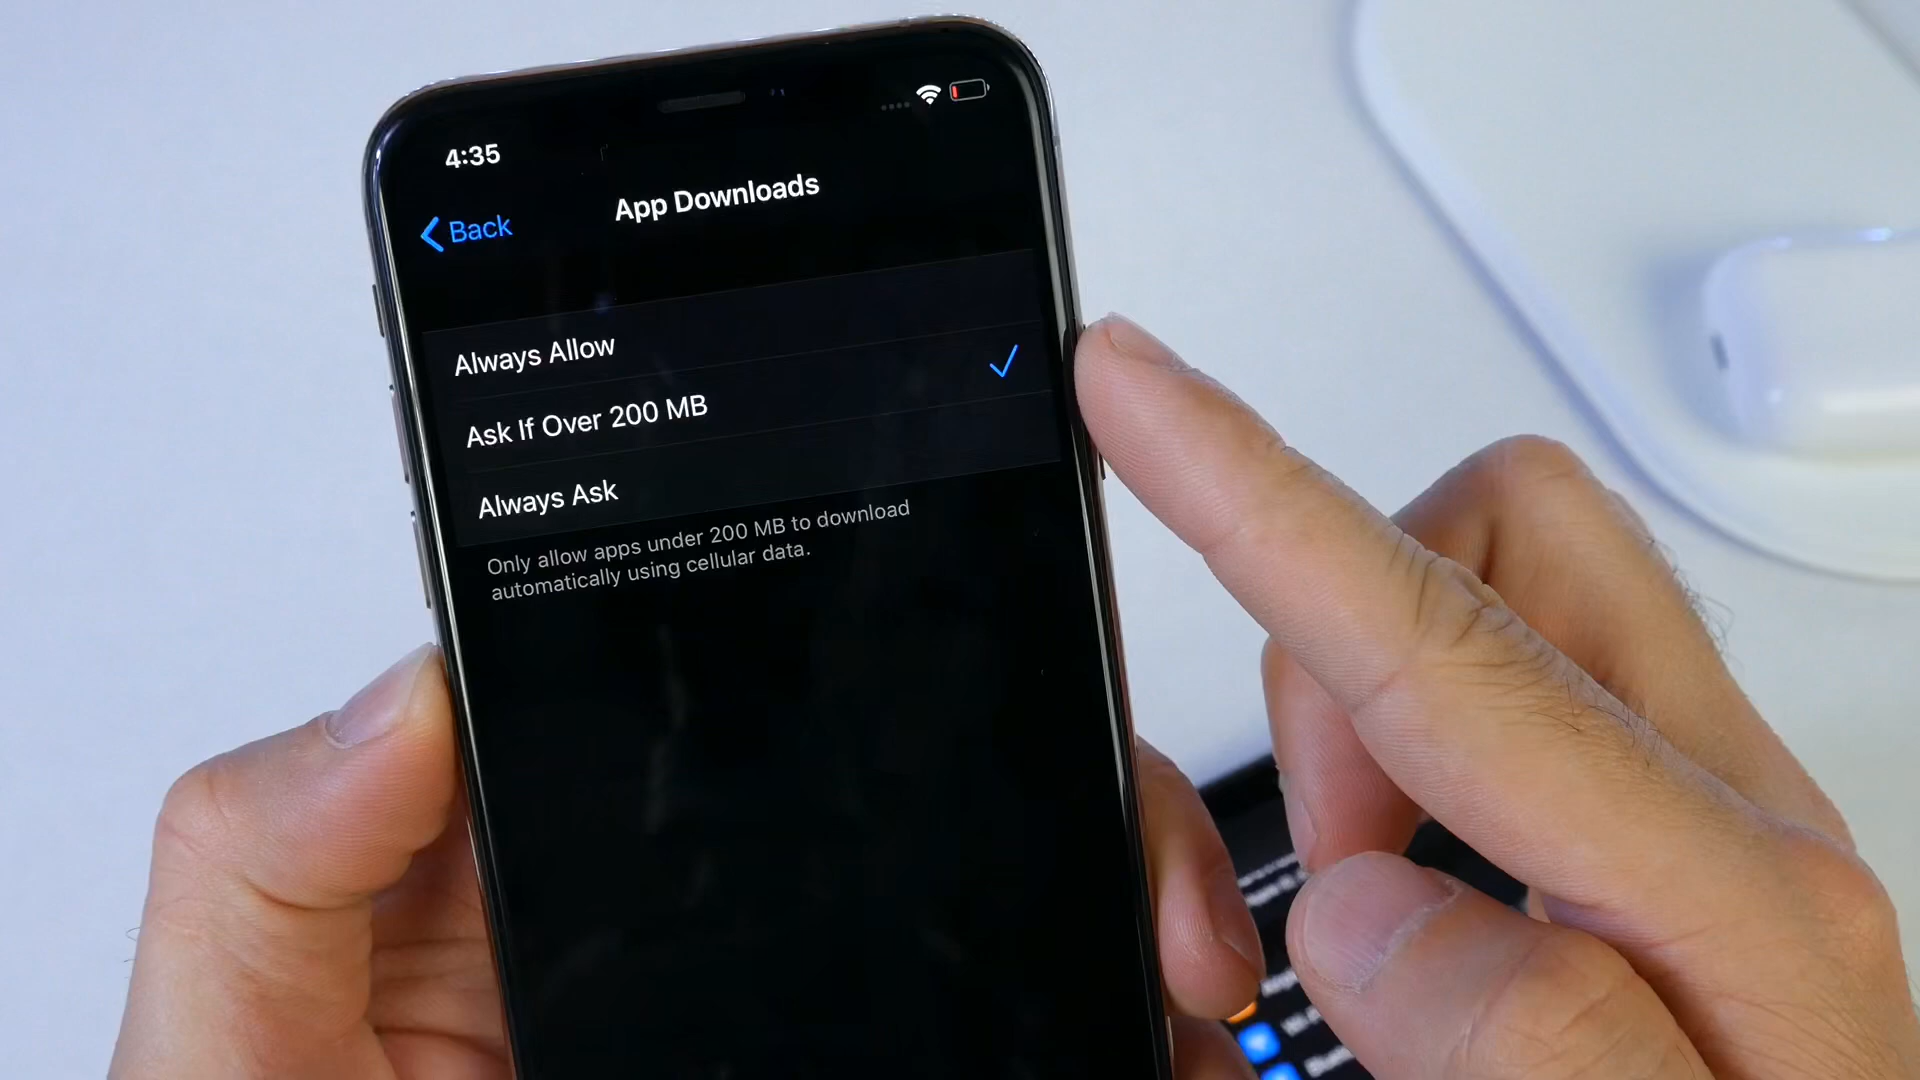 4:35
Back
App Downloads
Always Allow
Ask If Over 200 MB
Always Ask
Only allow apps under 200 MB to download
automatically using cellular data.